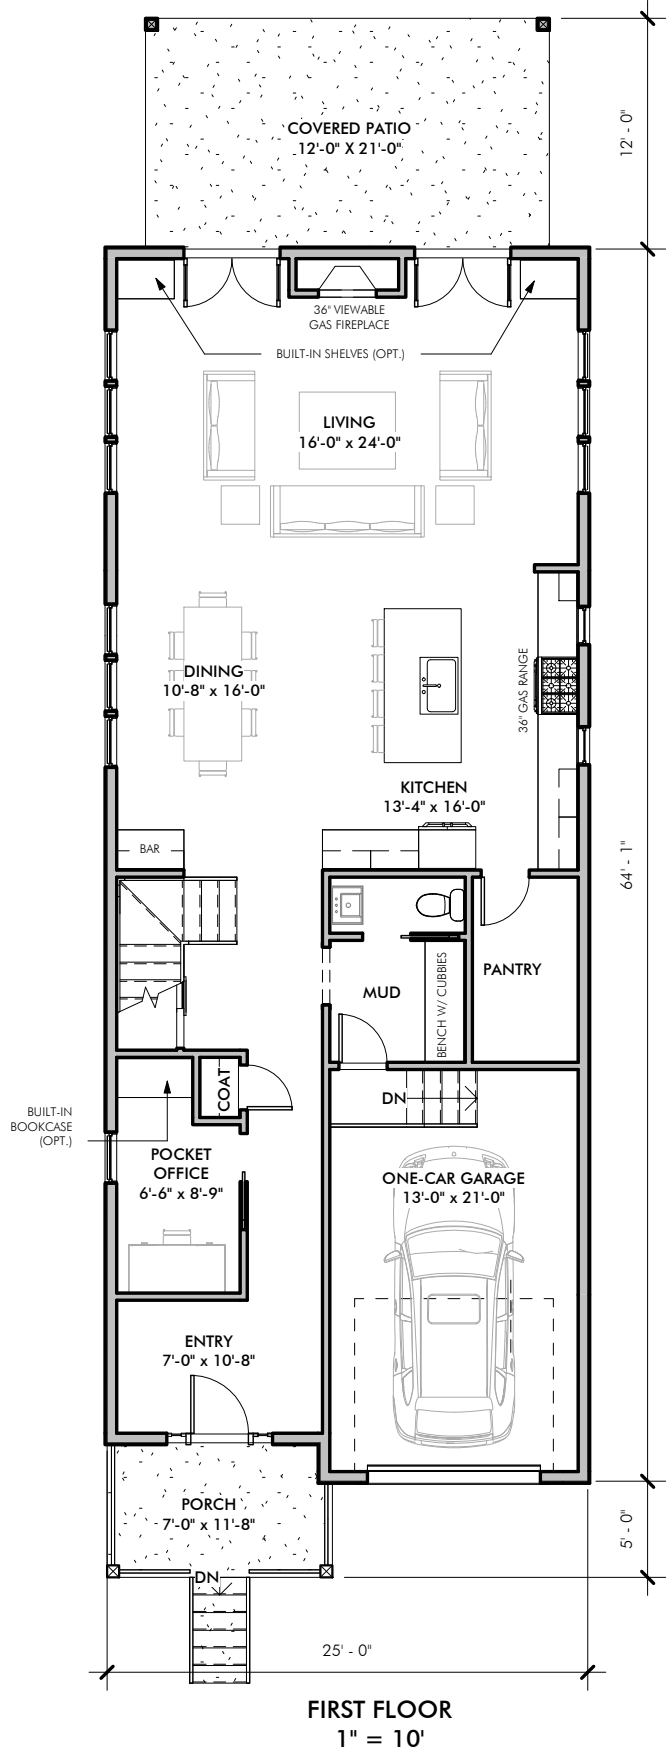 COVERED PATIO
12'-0" X 21'-0"
12' - 0"
36" VIEWABLE
GAS FIREPLACE
BUILT-IN SHELVES (OPT.)
LIVING
16'-0" x 24'-0"
DINING
10'-8" x 16'-0"
36" GAS RANGE
KITCHEN
13'-4" x 16'-0"
BAR
64' - 1"
MUD
BENCH W/ CUBBIES
PANTRY
COAT
DN
BUILT-IN
BOOKCASE
(OPT.)
POCKET
OFFICE
6'-6" x 8'-9"
ONE-CAR GARAGE
13'-0" x 21'-0"
ENTRY
7'-0" x 10'-8"
PORCH
7'-0" x 11'-8"
5' - 0"
DN
25' - 0"
FIRST FLOOR
1" = 10'